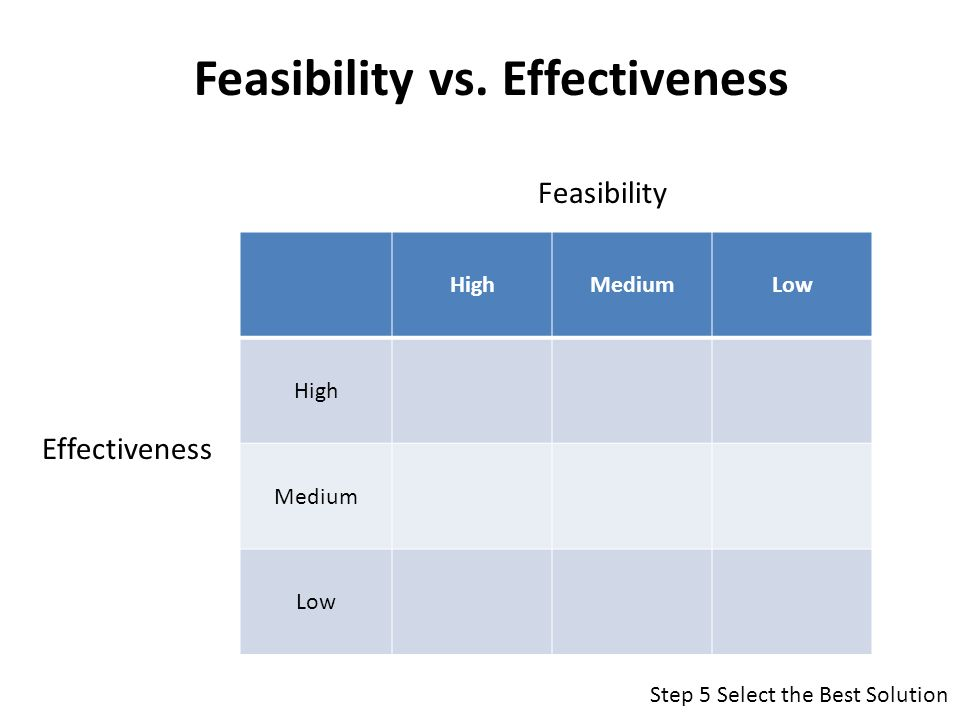 Feasibility vs. Effectiveness
Feasibility
High Medium Low
High
Effectiveness
Medium
Low
Step 5 Select the Best Solution